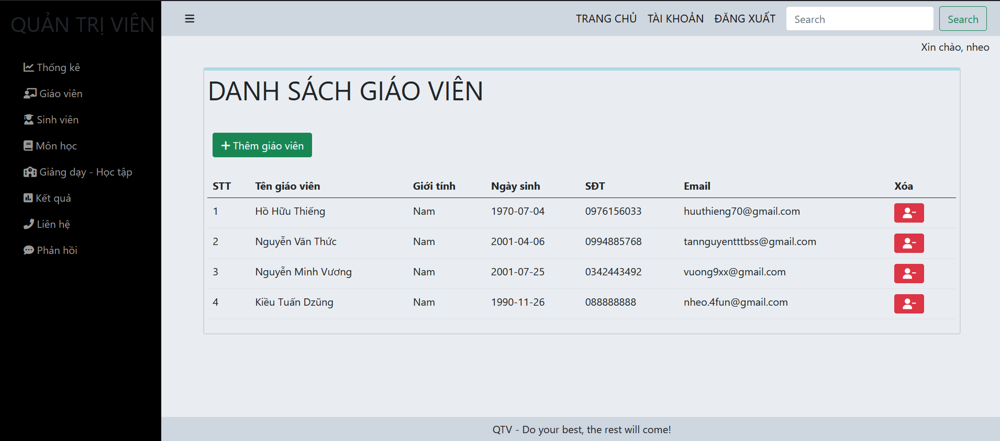 QUẢN TRỊ VIÊN
Thống kê
Giáo viên
Sinh viên
Môn học
Giảng dạy - Học tập
Kết quả
Liên hệ
Phản hồi
TRANG CHỦ TÀI KHOẢN ĐĂNG XUẤT Search Search
Xin chào, nheo
DANH SÁCH GIÁO VIÊN
Thêm giáo viên
STT Tên giáo viên Giới tính Ngày sinh SĐT Email Xóa
1 Hồ Hữu Thiếng Nam 1970-07-04 0976156033 huuthieng70@gmail.com
2 Nguyễn Văn Thức Nam 2001-04-06 0994885768 tannguyentttbss@gmail.com
3 Nguyễn Minh Vương Nam 2001-07-25 0342443492 vuong9xx@gmail.com
4 Kiều Tuấn Dzũng Nam 1990-11-26 088888888 nheo.4fun@gmail.com
QTV - Do your best, the rest will come!